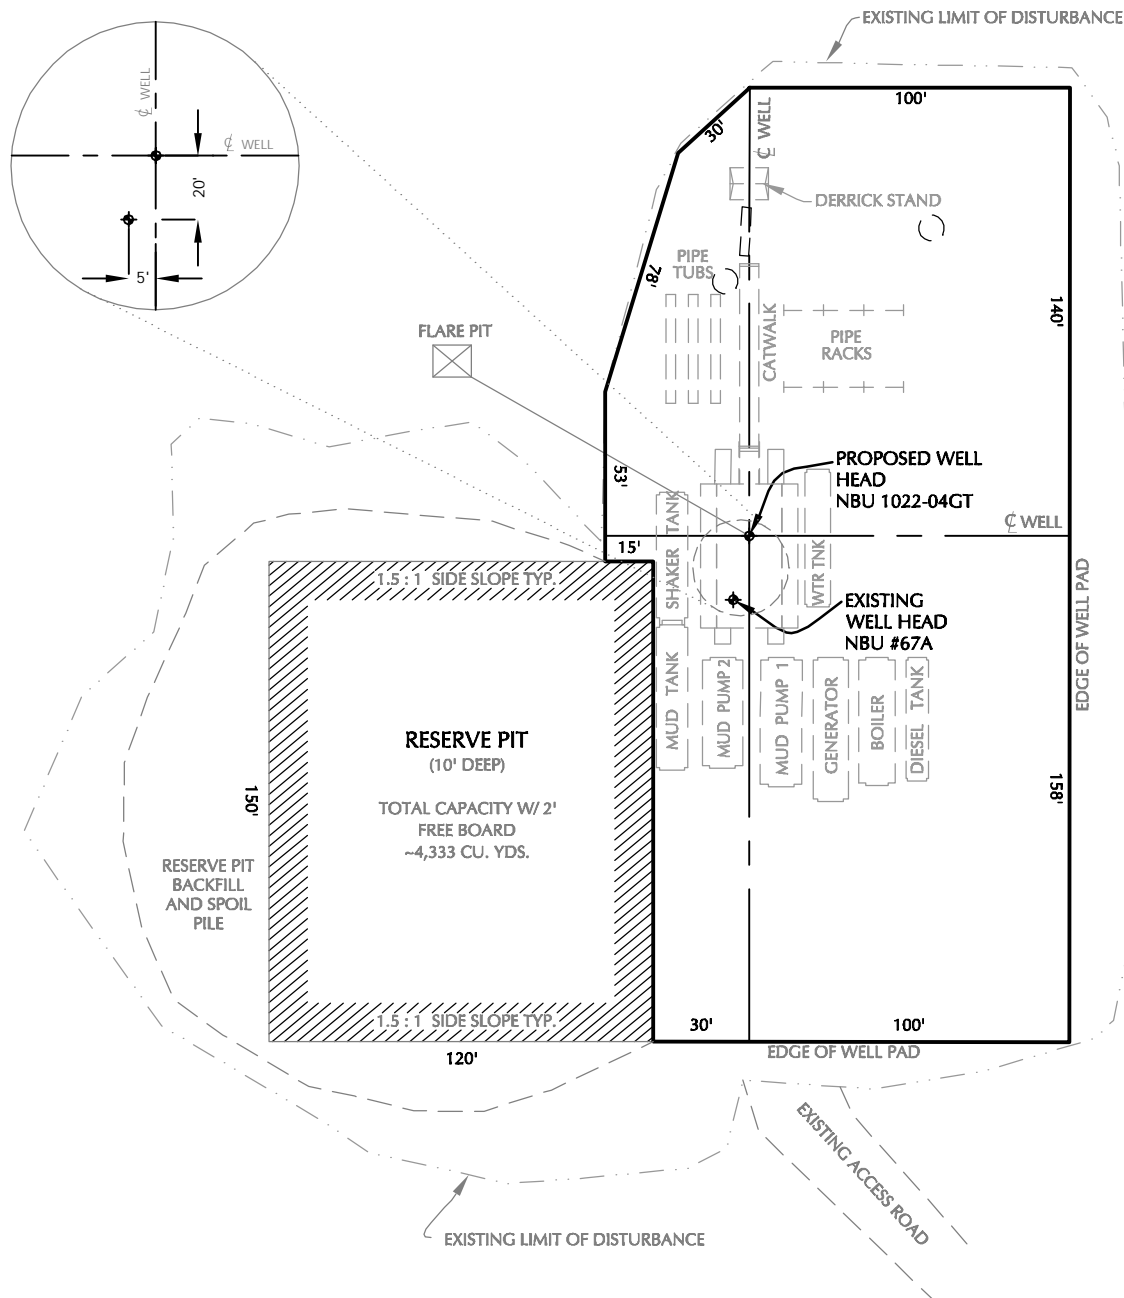 EXISTING LIMIT OF DISTURBANCE
℄ WELL
℄ WELL
20'
5'
100'
30'
℄ WELL
DERRICK STAND
PIPE
TUBS
78'
CATWALK
PIPE
RACKS
140'
FLARE PIT
53'
PROPOSED WELL
HEAD
NBU 1022-04GT
℄ WELL
15'
SHAKER TANK
WTR TNK
1.5 : 1 SIDE SLOPE TYP.
EXISTING
WELL HEAD
NBU #67A
EDGE OF WELL PAD
MUD TANK
MUD PUMP 2
MUD PUMP 1
GENERATOR
BOILER
DIESEL TANK
RESERVE PIT
(10' DEEP)
TOTAL CAPACITY W/ 2'
FREE BOARD
~4,333 CU. YDS.
150'
158'
RESERVE PIT
BACKFILL
AND SPOIL
PILE
1.5 : 1 SIDE SLOPE TYP.
30'
100'
120'
EDGE OF WELL PAD
EXISTING ACCESS ROAD
EXISTING LIMIT OF DISTURBANCE